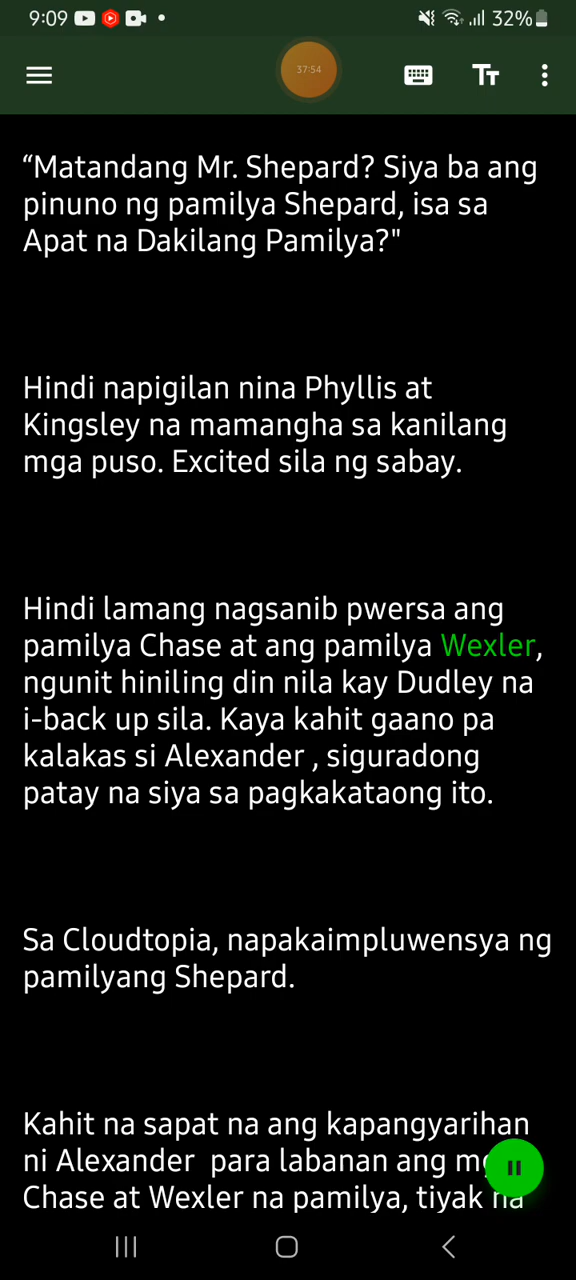 9:09
32%
37:54
“Matandang Mr. Shepard? Siya ba ang
pinuno ng pamilya Shepard, isa sa
Apat na Dakilang Pamilya?"
Hindi napigilan nina Phyllis at
Kingsley na mamangha sa kanilang
mga puso. Excited sila ng sabay.
Hindi lamang nagsanib pwersa ang
pamilya Chase at ang pamilya Wexler,
ngunit hiniling din nila kay Dudley na
i-back up sila. Kaya kahit gaano pa
kalakas si Alexander , siguradong
patay na siya sa pagkakataong ito.
Sa Cloudtopia, napakaimpluwensya ng
pamilyang Shepard.
Kahit na sapat na ang kapangyarihan
ni Alexander  para labanan ang
Chase at Wexler na pamilya, tiyak na